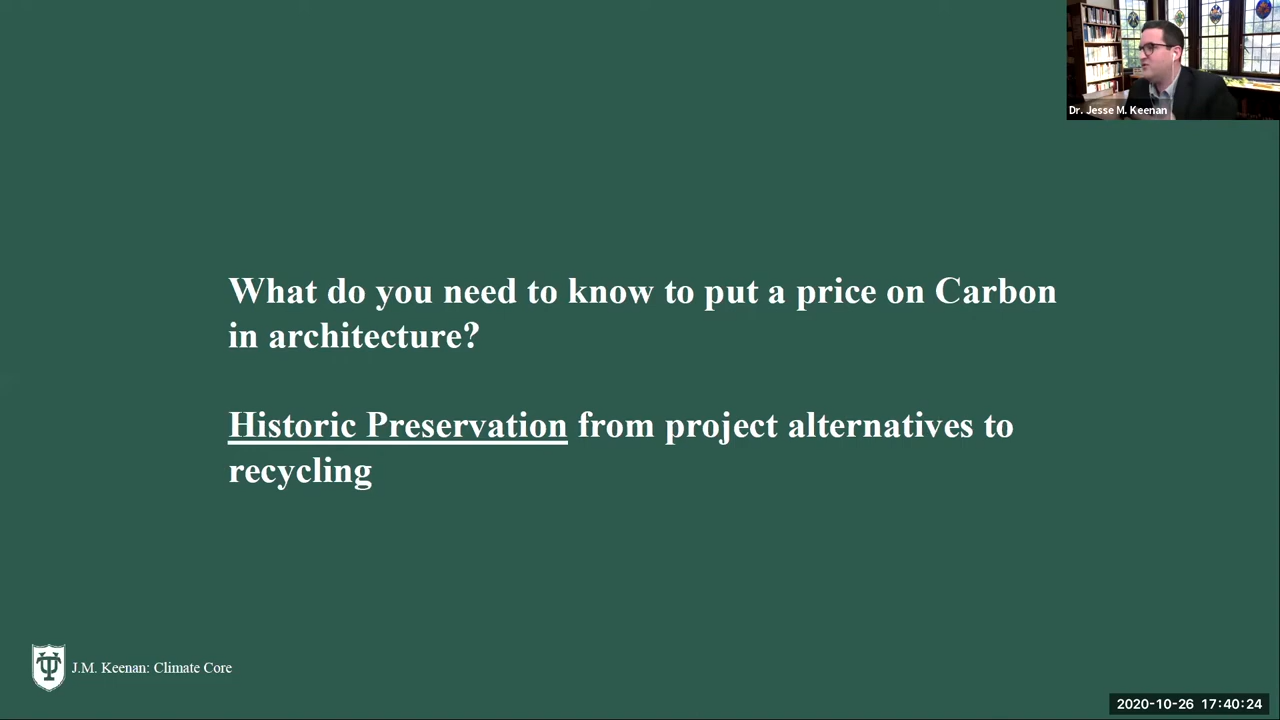 Dr. Jesse M. Keenan
What do you need to know to put a price on Carbon
in architecture?
Historic Preservation from project alternatives to
recycling
J.M. Keenan: Climate Core
2020-10-26 17:40:24